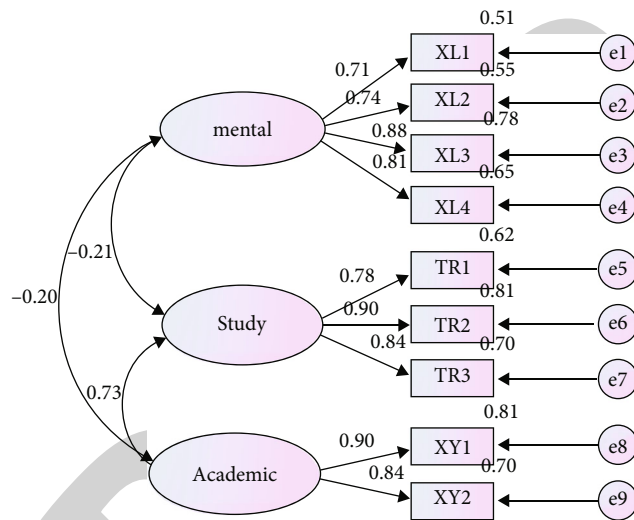 0.51
XL1
e1
0.71
0.55
XL2
e2
0.74
0.78
mental
0.88
XL3
e3
0.81
0.65
XL4
e4
0.62
−0.21
TR1
e5
0.78
0.81
−0.20
Study
0.90
TR2
e6
0.84
0.70
TR3
e7
0.73
0.81
0.90
XY1
e8
0.70
Academic
0.84
XY2
e9